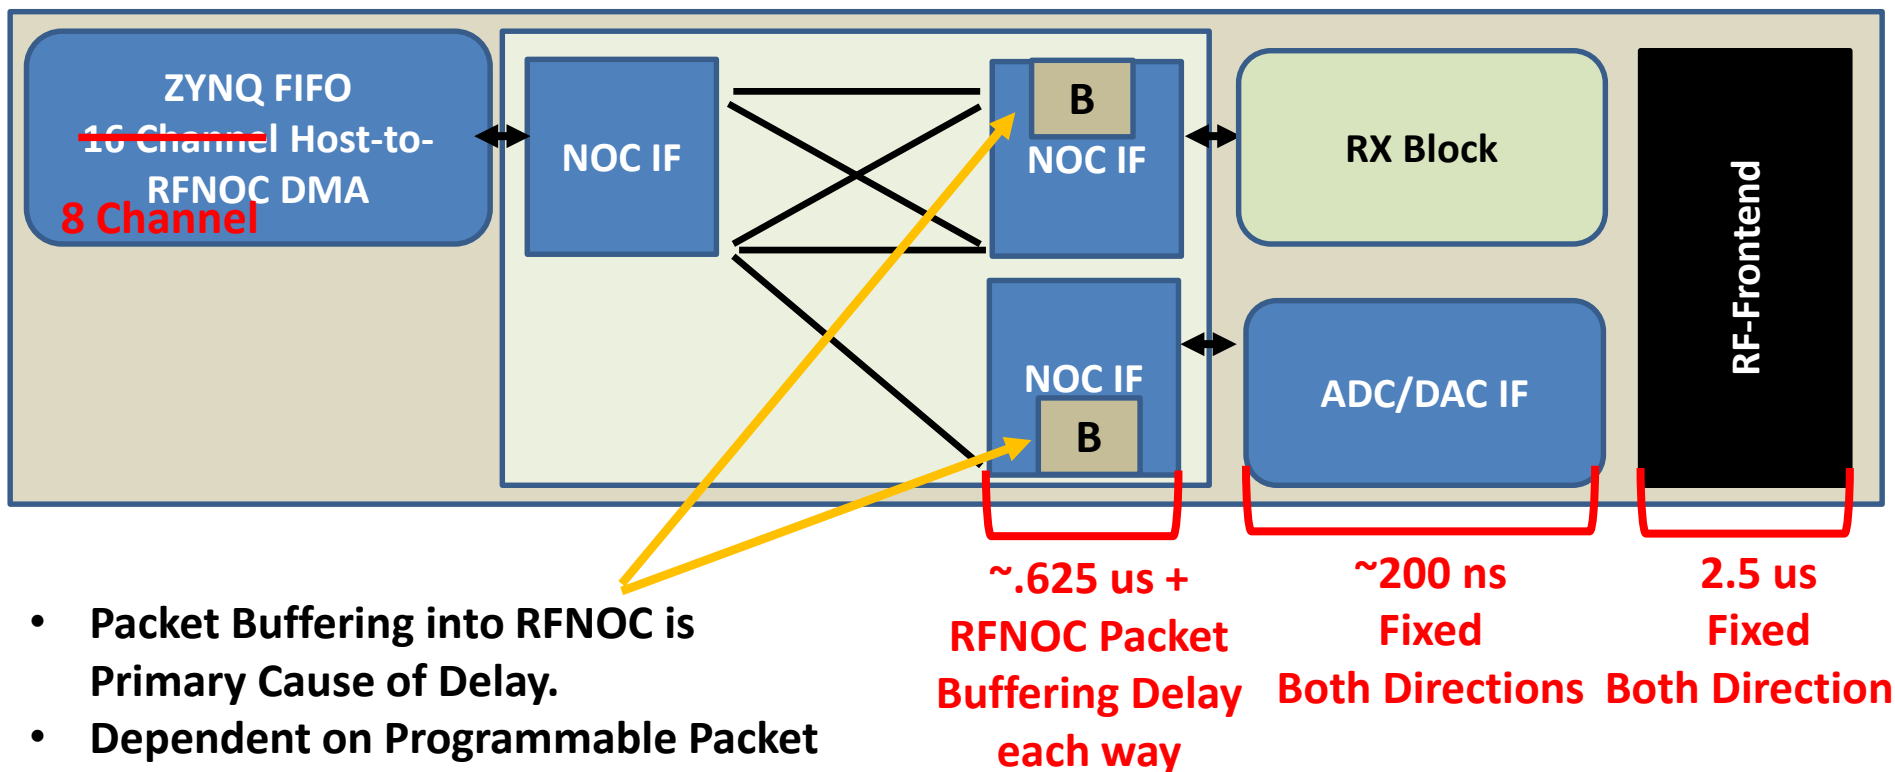 ZYNQ FIFO
16 Channel Host-to-
RFNOC DMA
8 Channel
NOC IF
B
NOC IF
RX Block
RF-Frontend
NOC IF
B
ADC/DAC IF
• Packet Buffering into RFNOC is
Primary Cause of Delay.
• Dependent on Programmable Packet
~.625 us +
RFNOC Packet
Buffering Delay
each way
~200 ns
Fixed
Both Directions
2.5 us
Fixed
Both Direction